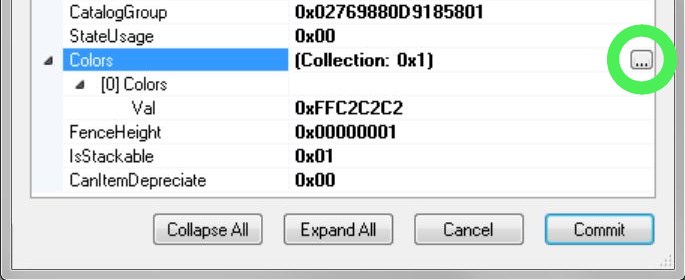 CatalogGroup 0x02769880D9185801
StateUsage 0x00
Colors (Collection: 0x1) ...
[0] Colors
Val 0xFFC2C2C2
FenceHeight 0x00000001
IsStackable 0x01
CanItemDepreciate 0x00
Collapse All Expand All Cancel Commit